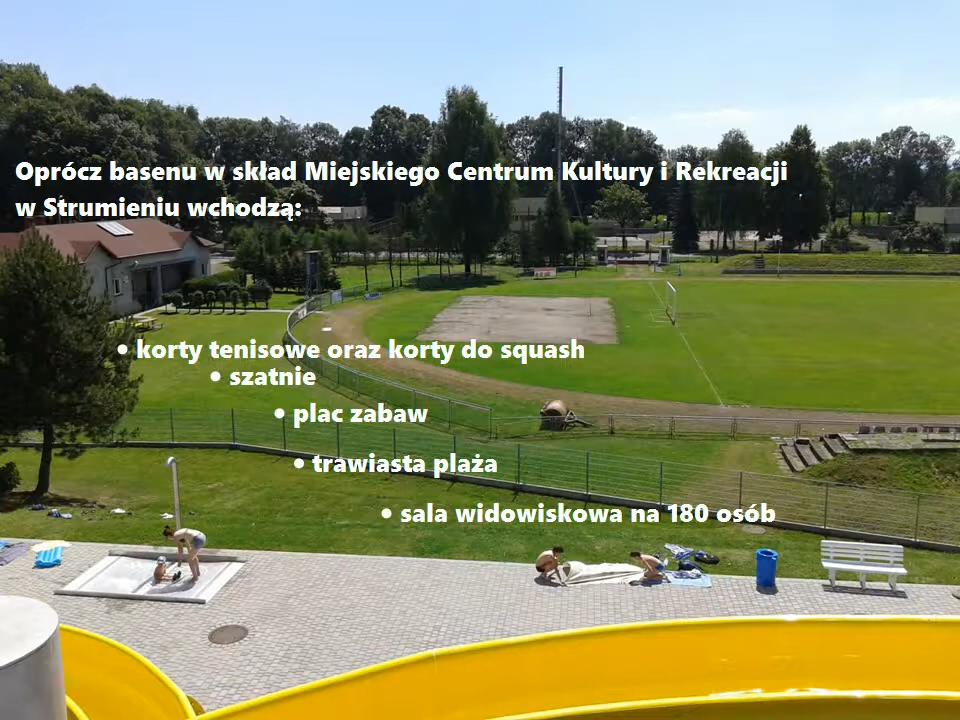 Oprócz basenu w skład Miejskiego Centrum Kultury i Rekreacji
w Strumieniu wchodzą:
• korty tenisowe oraz korty do squash
• szatnie
• plac zabaw
• trawiasta plaża
• sala widowiskowa na 180 osób